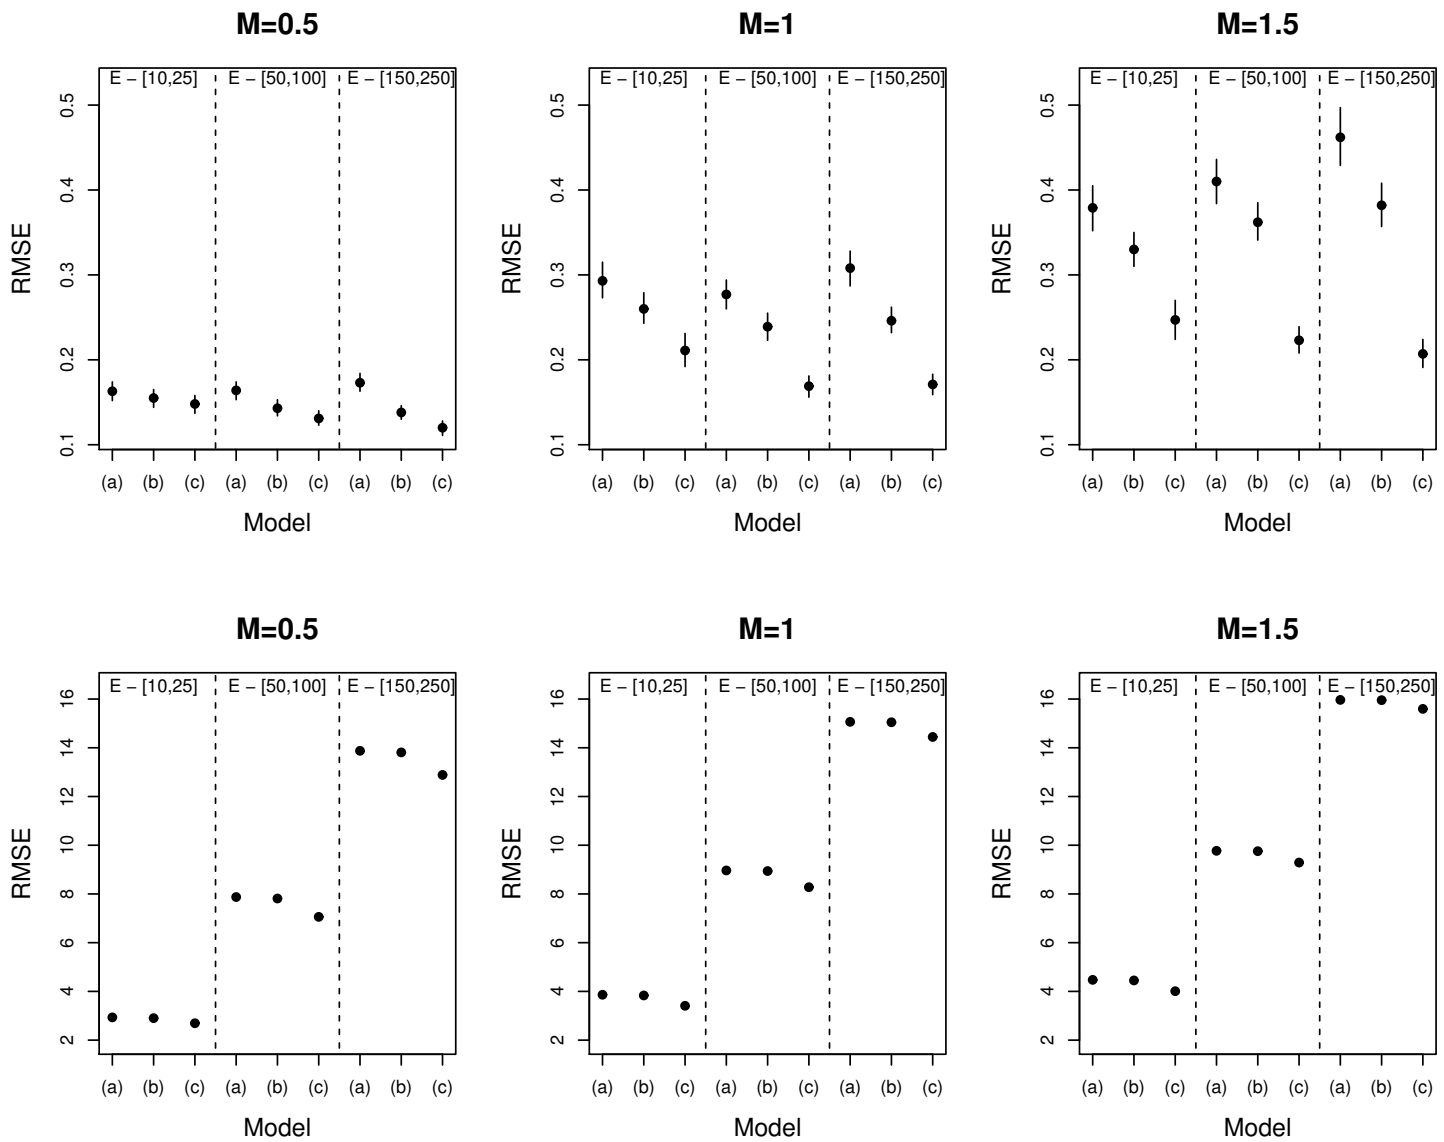 M=0.5
M=1
M=1.5
E − [10,25] E − [50,100] E − [150,250]
E − [10,25] E − [50,100] E − [150,250]
E − [10,25] E − [50,100] E − [150,250]
RMSE
0.5
0.4
0.3
0.2
0.1
RMSE
0.5
0.4
0.3
0.2
0.1
RMSE
0.5
0.4
0.3
0.2
0.1
(a) (b) (c) (a) (b) (c) (a) (b) (c)
(a) (b) (c) (a) (b) (c) (a) (b) (c)
(a) (b) (c) (a) (b) (c) (a) (b) (c)
Model
Model
Model
M=0.5
M=1
M=1.5
E − [10,25] E − [50,100] E − [150,250]
E − [10,25] E − [50,100] E − [150,250]
E − [10,25] E − [50,100] E − [150,250]
RMSE
16
14
12
10
8
6
4
2
RMSE
16
14
12
10
8
6
4
2
RMSE
16
14
12
10
8
6
4
2
(a) (b) (c) (a) (b) (c) (a) (b) (c)
(a) (b) (c) (a) (b) (c) (a) (b) (c)
(a) (b) (c) (a) (b) (c) (a) (b) (c)
Model
Model
Model